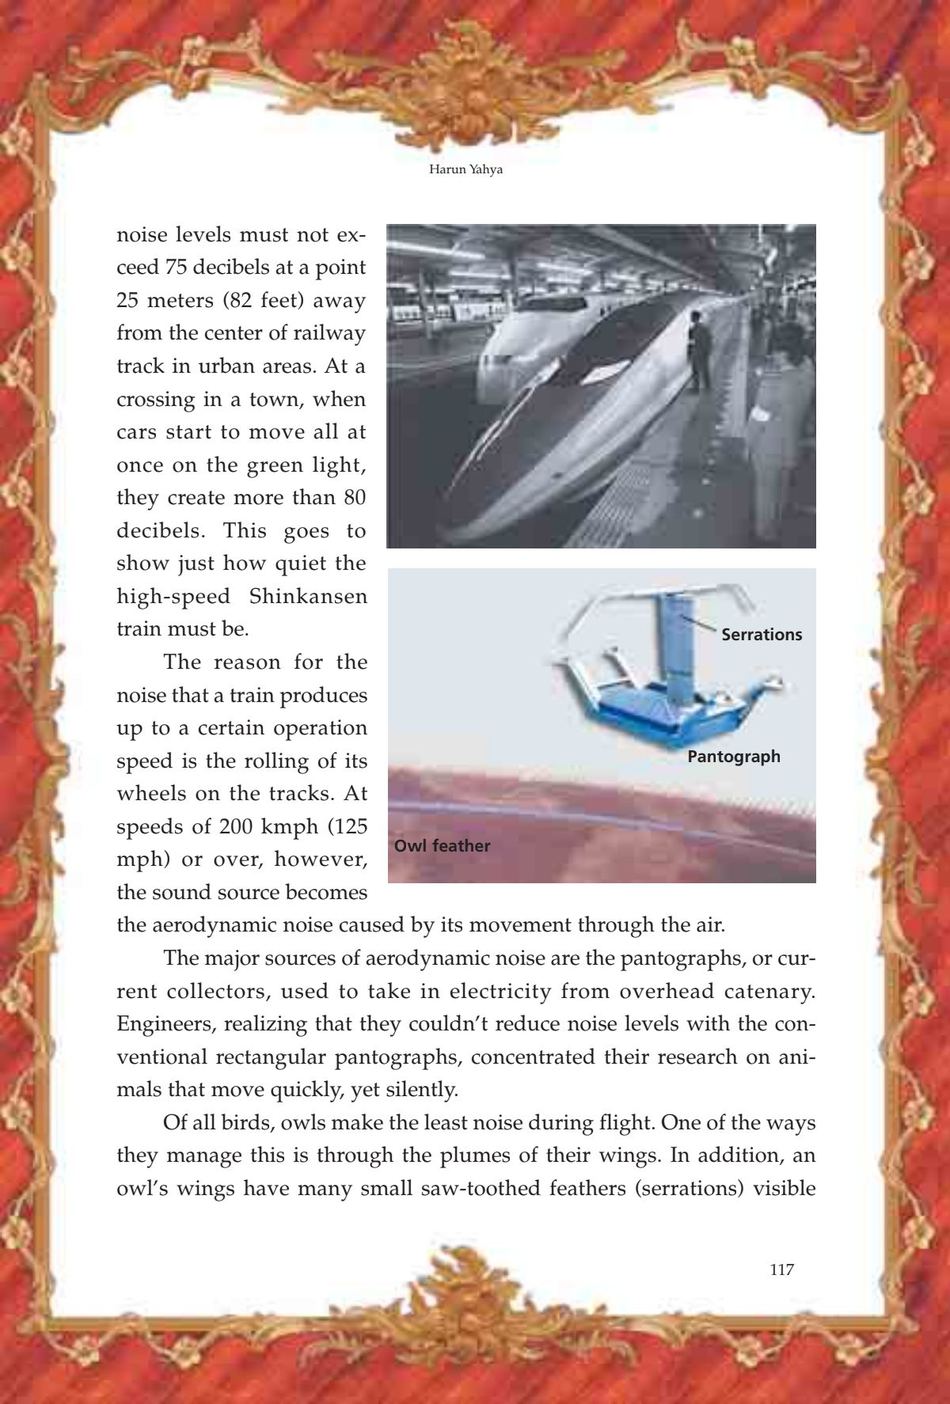 Harun Yahya
noise levels must not ex-
ceed 75 decibels at a point
25 meters (82 feet) away
from the center of railway
track in urban areas. At a
crossing in a town, when
cars start to move all at
once on the green light,
they create more than 80
decibels. This goes to
show just how quiet the
high-speed Shinkansen
train must be.
The reason for the
noise that a train produces
up to a certain operation
speed is the rolling of its
wheels on the tracks. At
speeds of 200 kmph (125
mph) or over, however,
the sound source becomes
the aerodynamic noise caused by its movement through the air.
Serrations
Pantograph
Owl feather
The major sources of aerodynamic noise are the pantographs, or cur-
rent collectors, used to take in electricity from overhead catenary.
Engineers, realizing that they couldn't reduce noise levels with the con-
ventional rectangular pantographs, concentrated their research on ani-
mals that move quickly, yet silently.
Of all birds, owls make the least noise during flight. One of the ways
they manage this is through the plumes of their wings. In addition, an
owl's wings have many small saw-toothed feathers (serrations) visible
117